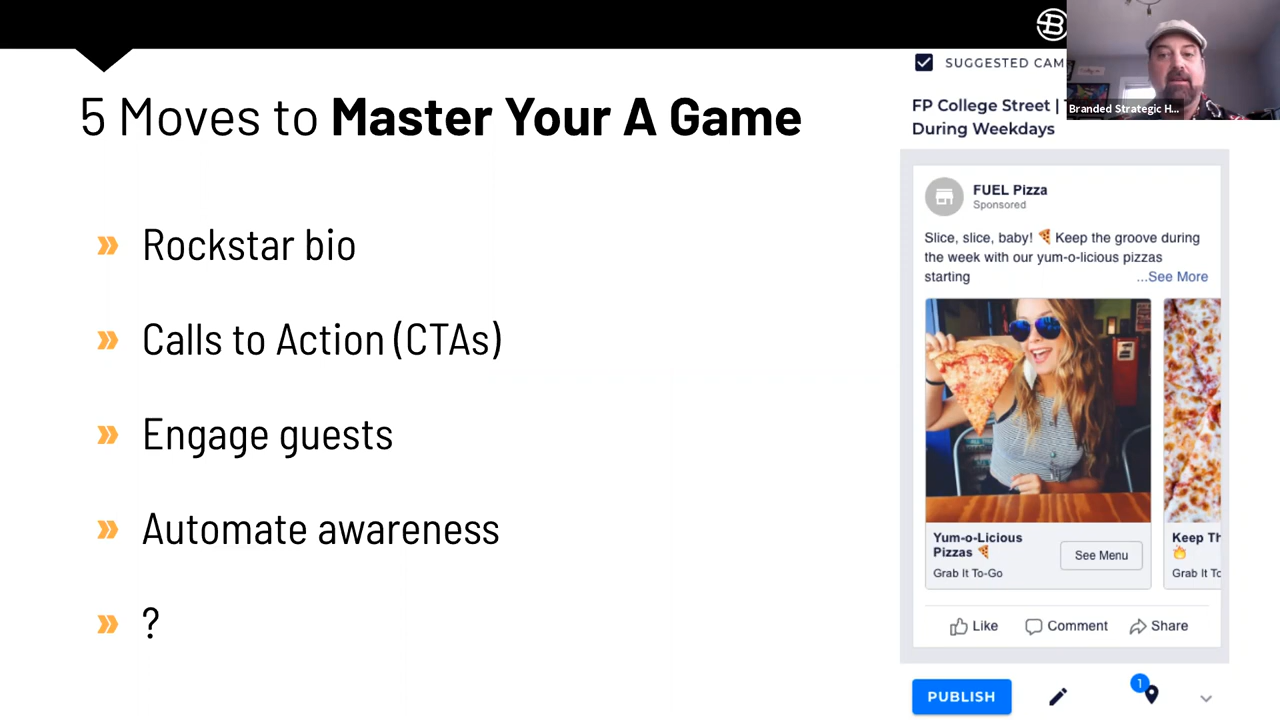 5 Moves to Master Your A Game
Rockstar bio
Calls to Action (CTAs)
Engage guests
Automate awareness
?
SUGGESTED CAM
FP College Street |
During Weekdays
Branded Strategic H...
FUEL Pizza
Sponsored
Slice, slice, baby! 🍕 Keep the groove during
the week with our yum-o-licious pizzas
starting ...See More
Yum-o-Licious
Pizzas 🍕
Grab It To-Go
See Menu
Keep Th
🔥
Grab It To
Like Comment Share
PUBLISH
1